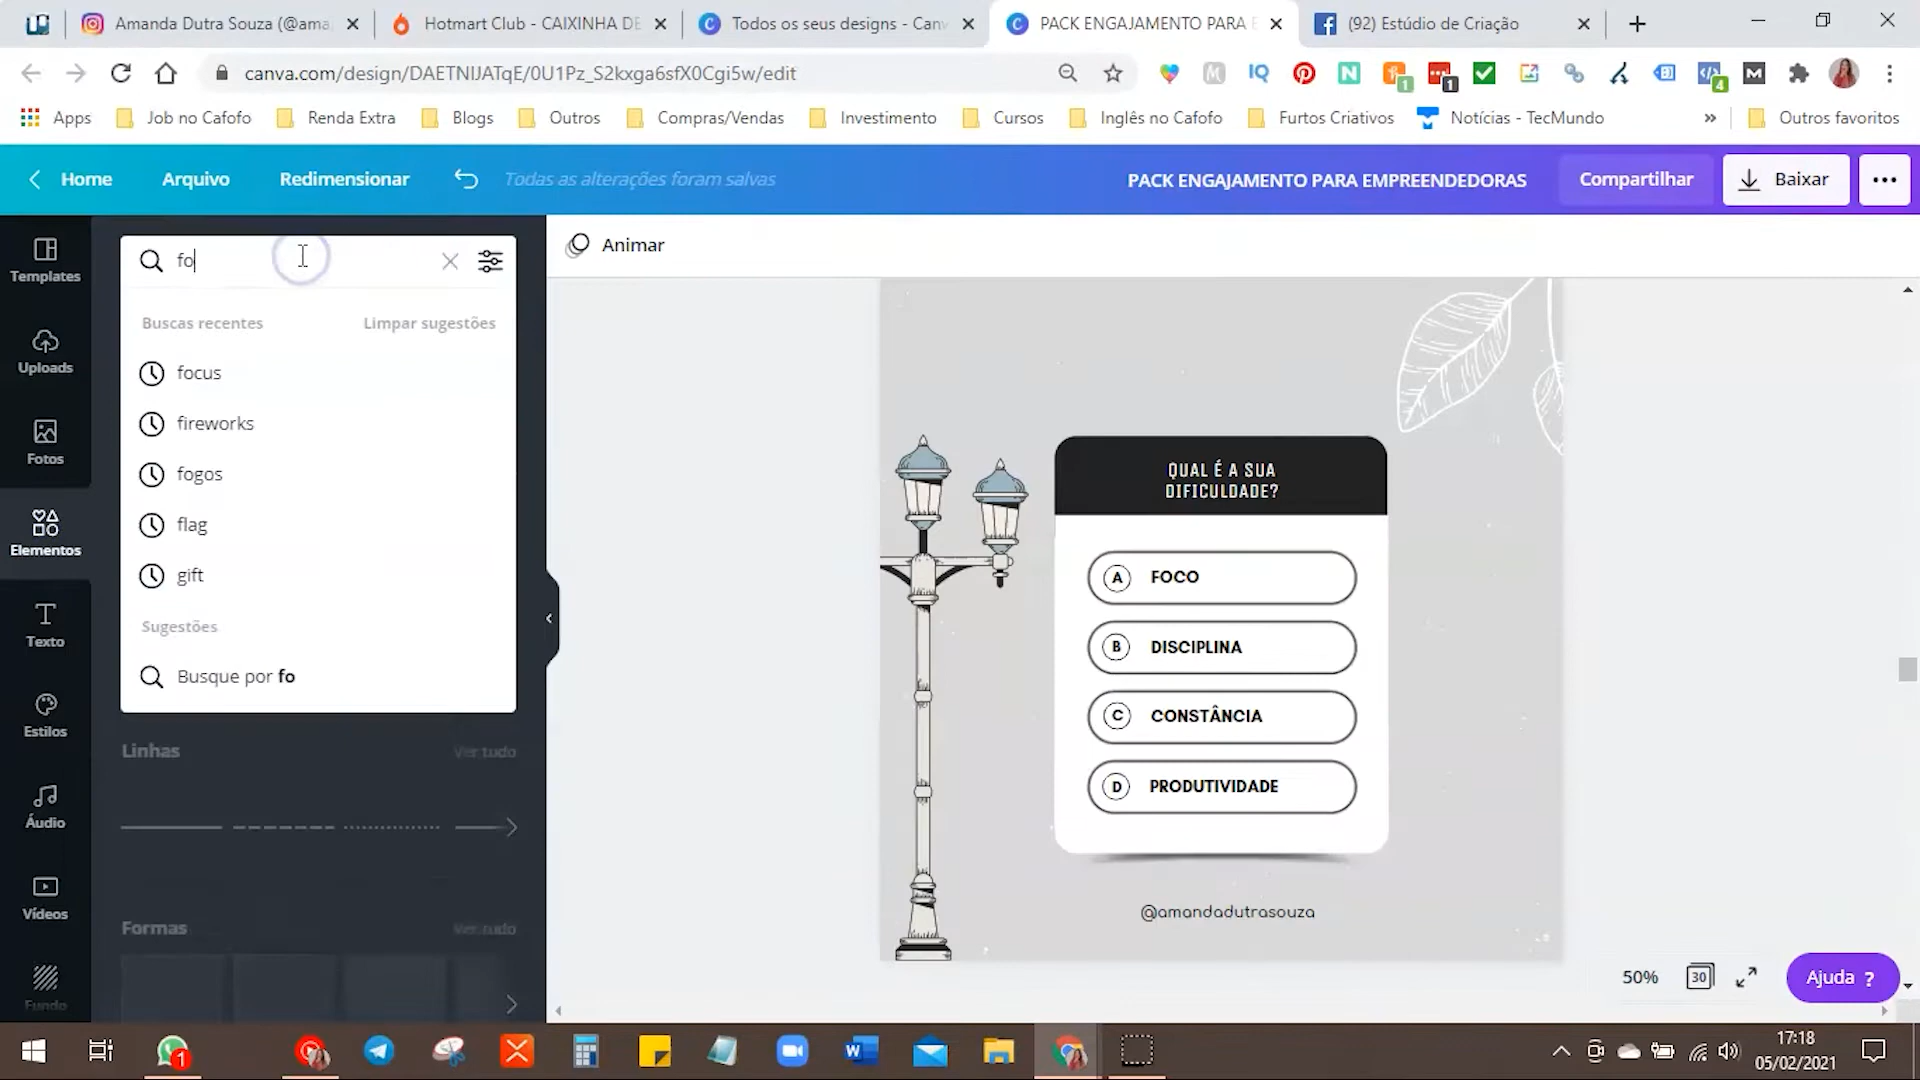 Amanda Dutra Souza (@ama
Hotmart Club - CAIXINHA DE
Todos os seus designs - Canv
PACK ENGAJAMENTO PARA E
(92) Estúdio de Criação
canva.com/design/DAETNIJATqE/0U1Pz_S2kxga6sfX0Cgi5w/edit
Apps
Job no Cafofo
Renda Extra
Blogs
Outros
Compras/Vendas
Investimento
Cursos
Inglês no Cafofo
Furtos Criativos
Notícias - TecMundo
Outros favoritos
Home
Arquivo
Redimensionar
Todas as alterações foram salvas
PACK ENGAJAMENTO PARA EMPREENDEDORAS
Compartilhar
Baixar
Templates
Uploads
Fotos
Elementos
Texto
Estilos
Áudio
Vídeos
Fundo
fo
Buscas recentes
Limpar sugestões
focus
fireworks
fogos
flag
gift
Sugestões
Busque por fo
Linhas
Ver tudo
Formas
Ver tudo
Animar
QUAL É A SUA
DIFICULDADE?
A FOCO
B DISCIPLINA
C CONSTÂNCIA
D PRODUTIVIDADE
@amandadutrasouza
50%
30
Ajuda ?
17:18
05/02/2021